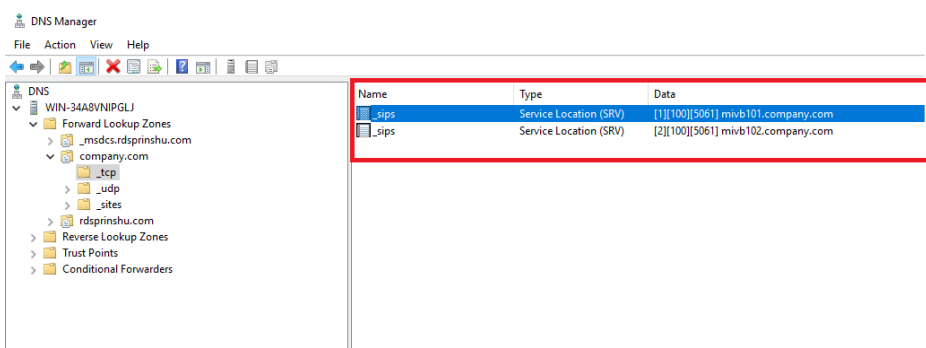 DNS Manager
File Action View Help
DNS
WIN-34A8VNIPGLJ
Forward Lookup Zones
_msdcs.rdsprinshu.com
company.com
_tcp
_udp
_sites
rdsprinshu.com
Reverse Lookup Zones
Trust Points
Conditional Forwarders
Name Type Data
_sips Service Location (SRV) [1][100][5061] mivb101.company.com
_sips Service Location (SRV) [2][100][5061] mivb102.company.com